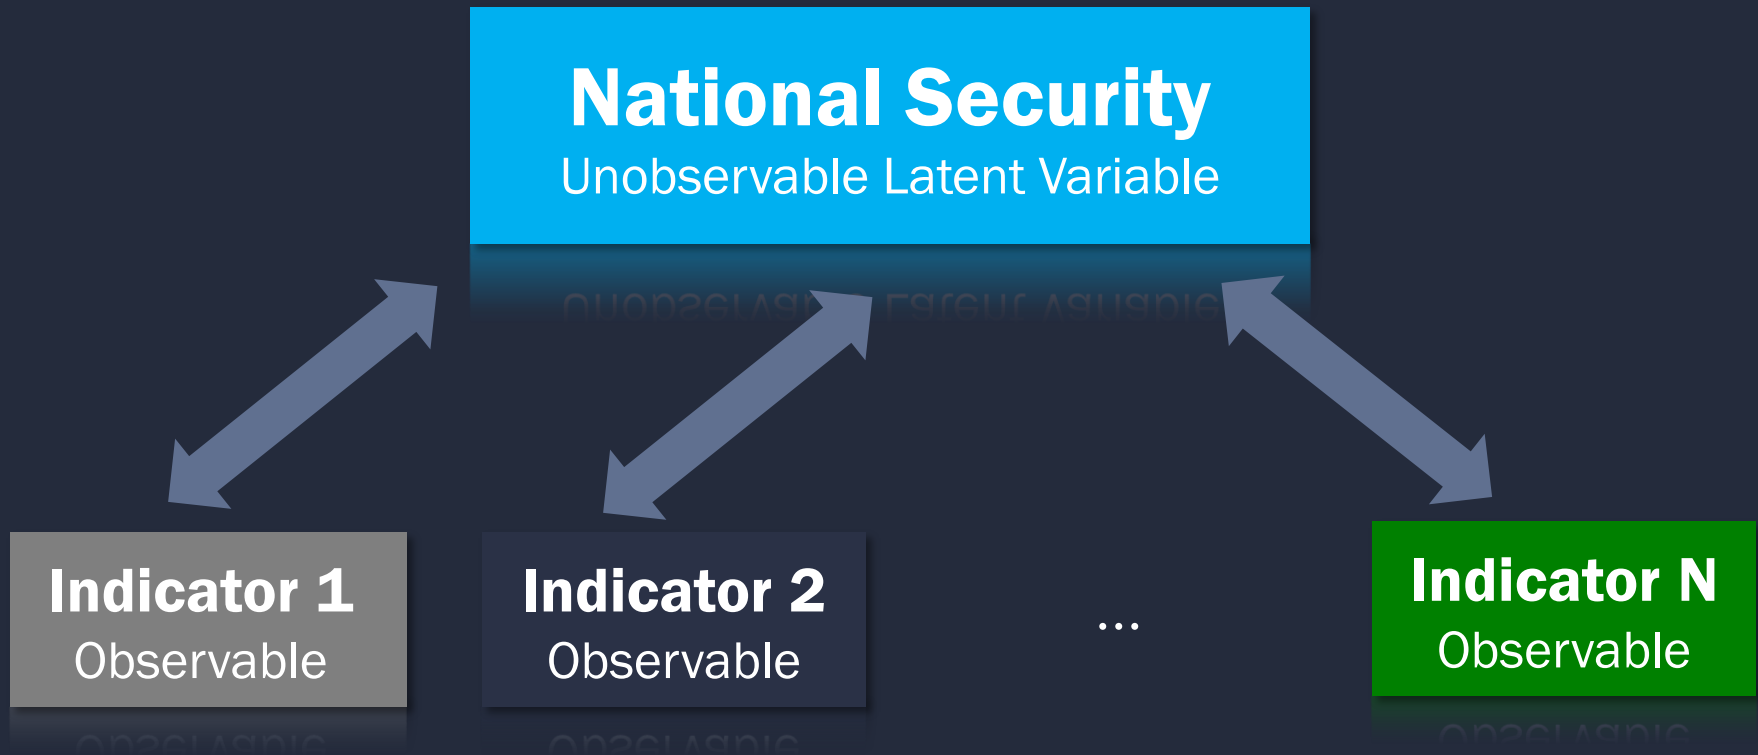 National Security
Unobservable Latent Variable
Indicator 1
Observable
Indicator 2
Observable
...
Indicator N
Observable